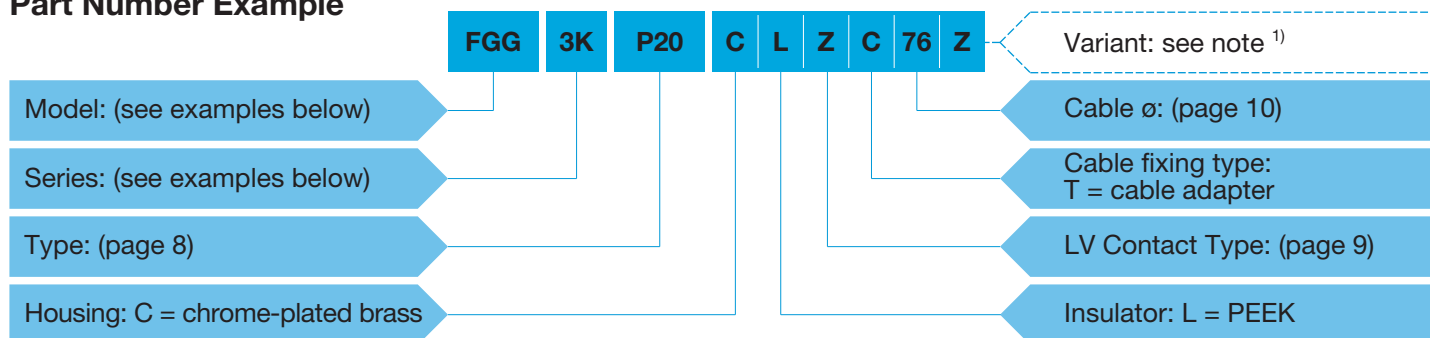 Part Number Example
FGG 3K P20 C L Z C 76 Z
Variant: see note 1)
Model: (see examples below)
Cable ø: (page 10)
Series: (see examples below)
Cable fixing type:
T = cable adapter
Type: (page 8)
LV Contact Type: (page 9)
Housing: C = chrome-plated brass
Insulator: L = PEEK